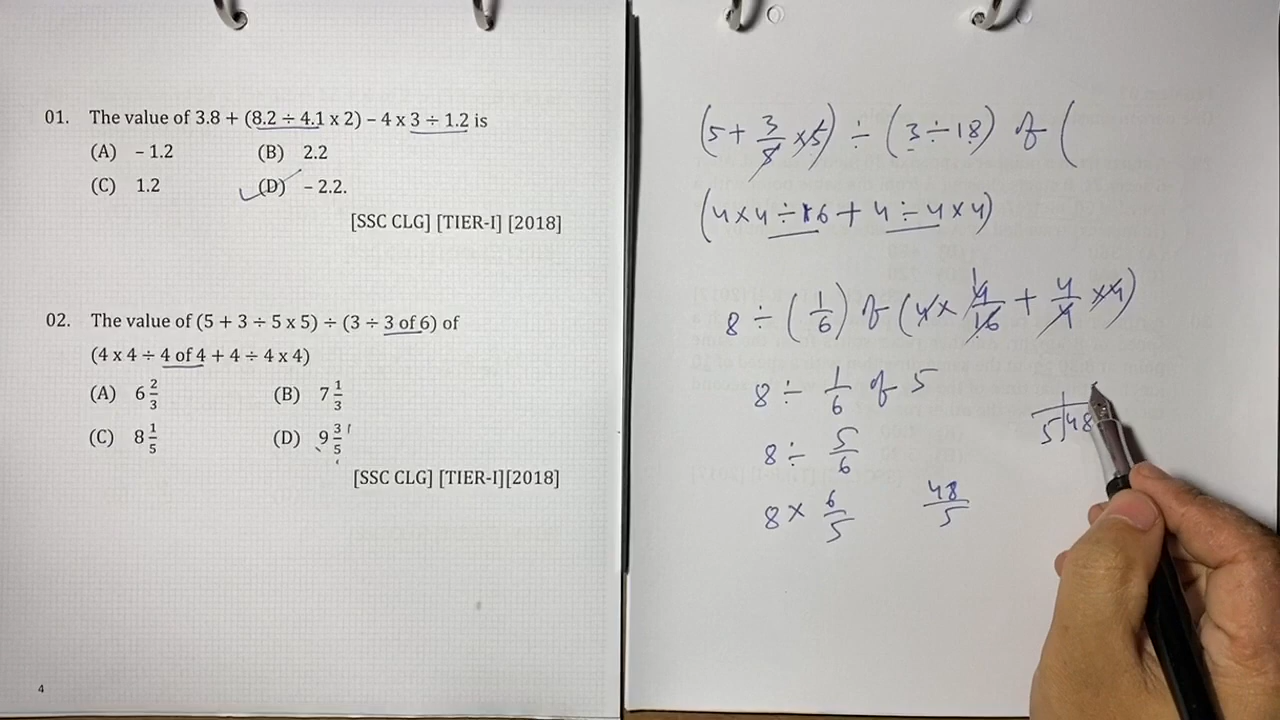 01. The value of 3.8 + (8.2 ÷ 4.1 x 2) – 4 x 3 ÷ 1.2 is
(A) – 1.2 (B) 2.2
(C) 1.2 (D) – 2.2.
[SSC CLG] [TIER-I] [2018]
02. The value of (5 + 3 ÷ 5 x 5) ÷ (3 ÷ 3 of 6) of
(4 x 4 ÷ 4 of 4 + 4 ÷ 4 x 4)
(A) 6 2/3 (B) 7 1/3
(C) 8 1/5 (D) 9 3/5
[SSC CLG] [TIER-I][2018]
4
(5 + 3/5 × 5) ÷ (3 ÷ 18) of (
(4 × 4 ÷ 16 + 4 ÷ 4 × 4)
8 ÷ (1/6) of (4 × 4/16 + 4/4 × 4)
8 ÷ 1/6 of 5
8 ÷ 5/6
8 × 6/5 48/5
5 48